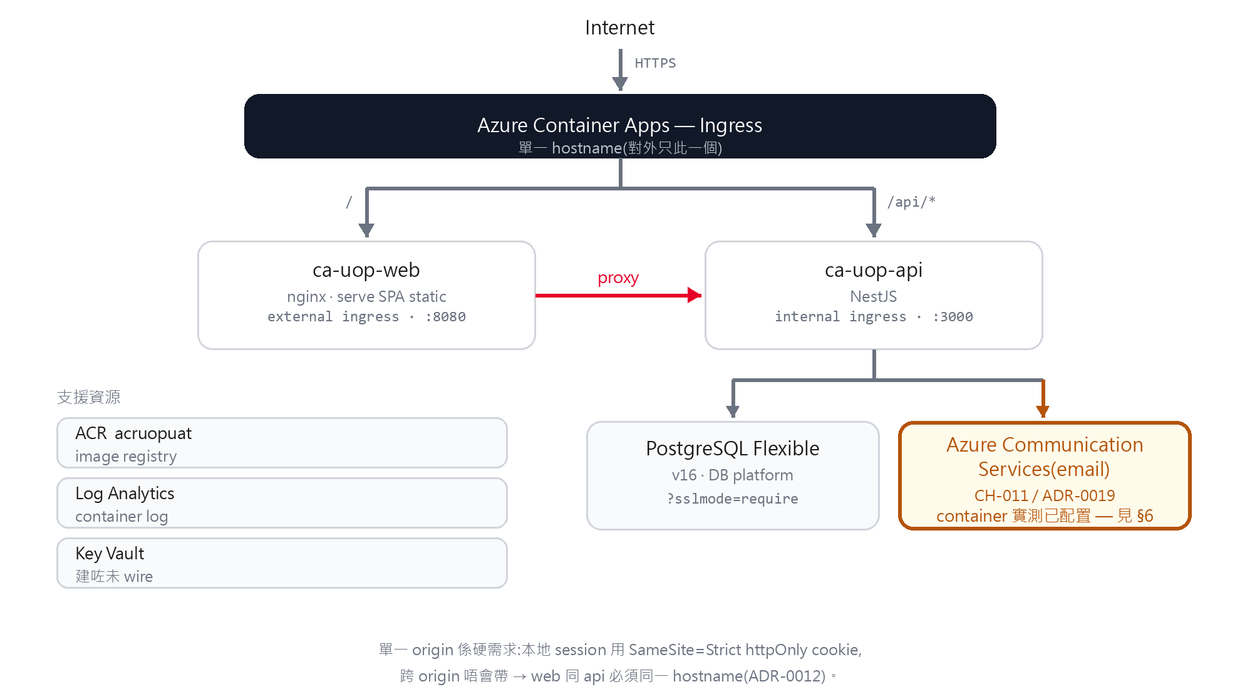 Internet
HTTPS
Azure Container Apps — Ingress
單一 hostname(對外只此一個)
/
/api/*
ca-uop-web
nginx · serve SPA static
external ingress · :8080
proxy
ca-uop-api
NestJS
internal ingress · :3000
支援資源
ACR acruopuat
image registry
Log Analytics
container log
Key Vault
建咗未 wire
PostgreSQL Flexible
v16 · DB platform
?sslmode=require
Azure Communication
Services(email)
CH-011 / ADR-0019
container 實測已配置 — 見 §6
單一 origin 係硬需求:本地 session 用 SameSite=Strict httpOnly cookie,
跨 origin 唔會帶 → web 同 api 必須同一 hostname(ADR-0012)。